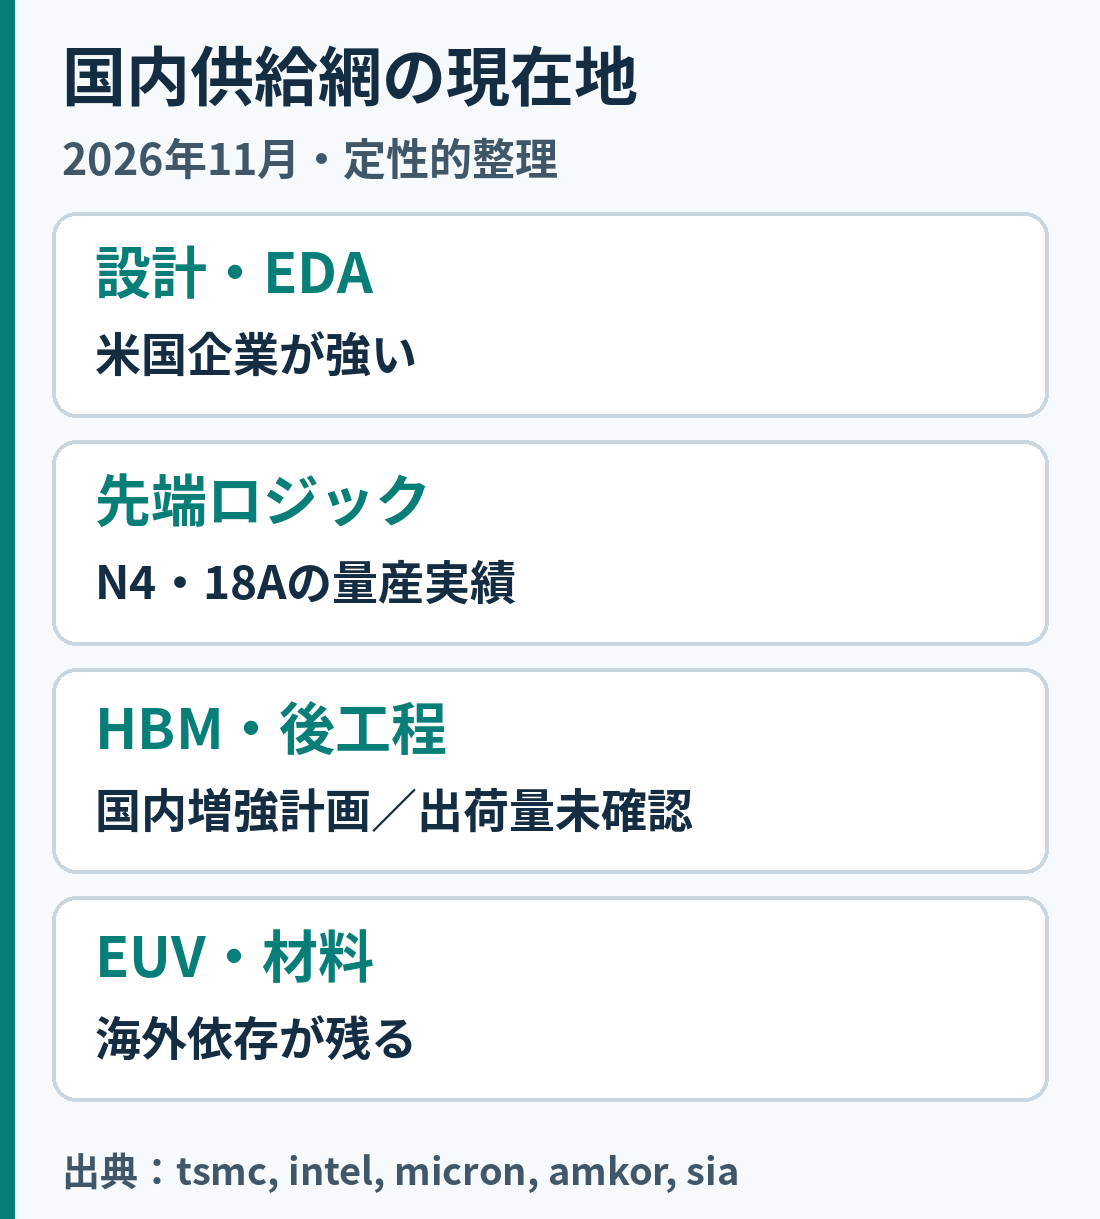 国内供給網の現在地
2026年11月・定性的整理
設計・EDA
米国企業が強い
先端ロジック
N4・18Aの量産実績
HBM・後工程
国内増強計画／出荷量未確認
EUV・材料
海外依存が残る
出典：tsmc, intel, micron, amkor, sia